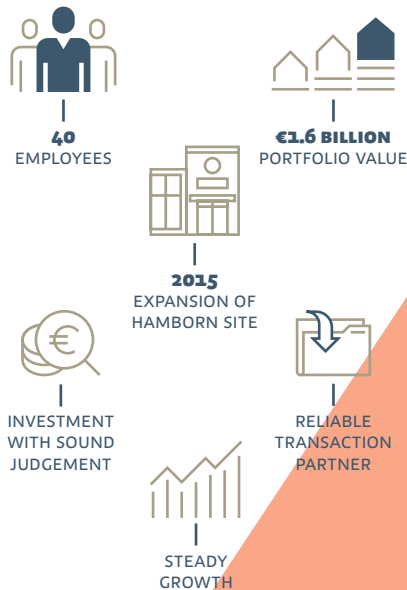 40
EMPLOYEES
€1.6 BILLION
PORTFOLIO VALUE
2015
EXPANSION OF
HAMBORN SITE
€
INVESTMENT
WITH SOUND
JUDGEMENT
RELIABLE
TRANSACTION
PARTNER
STEADY
GROWTH